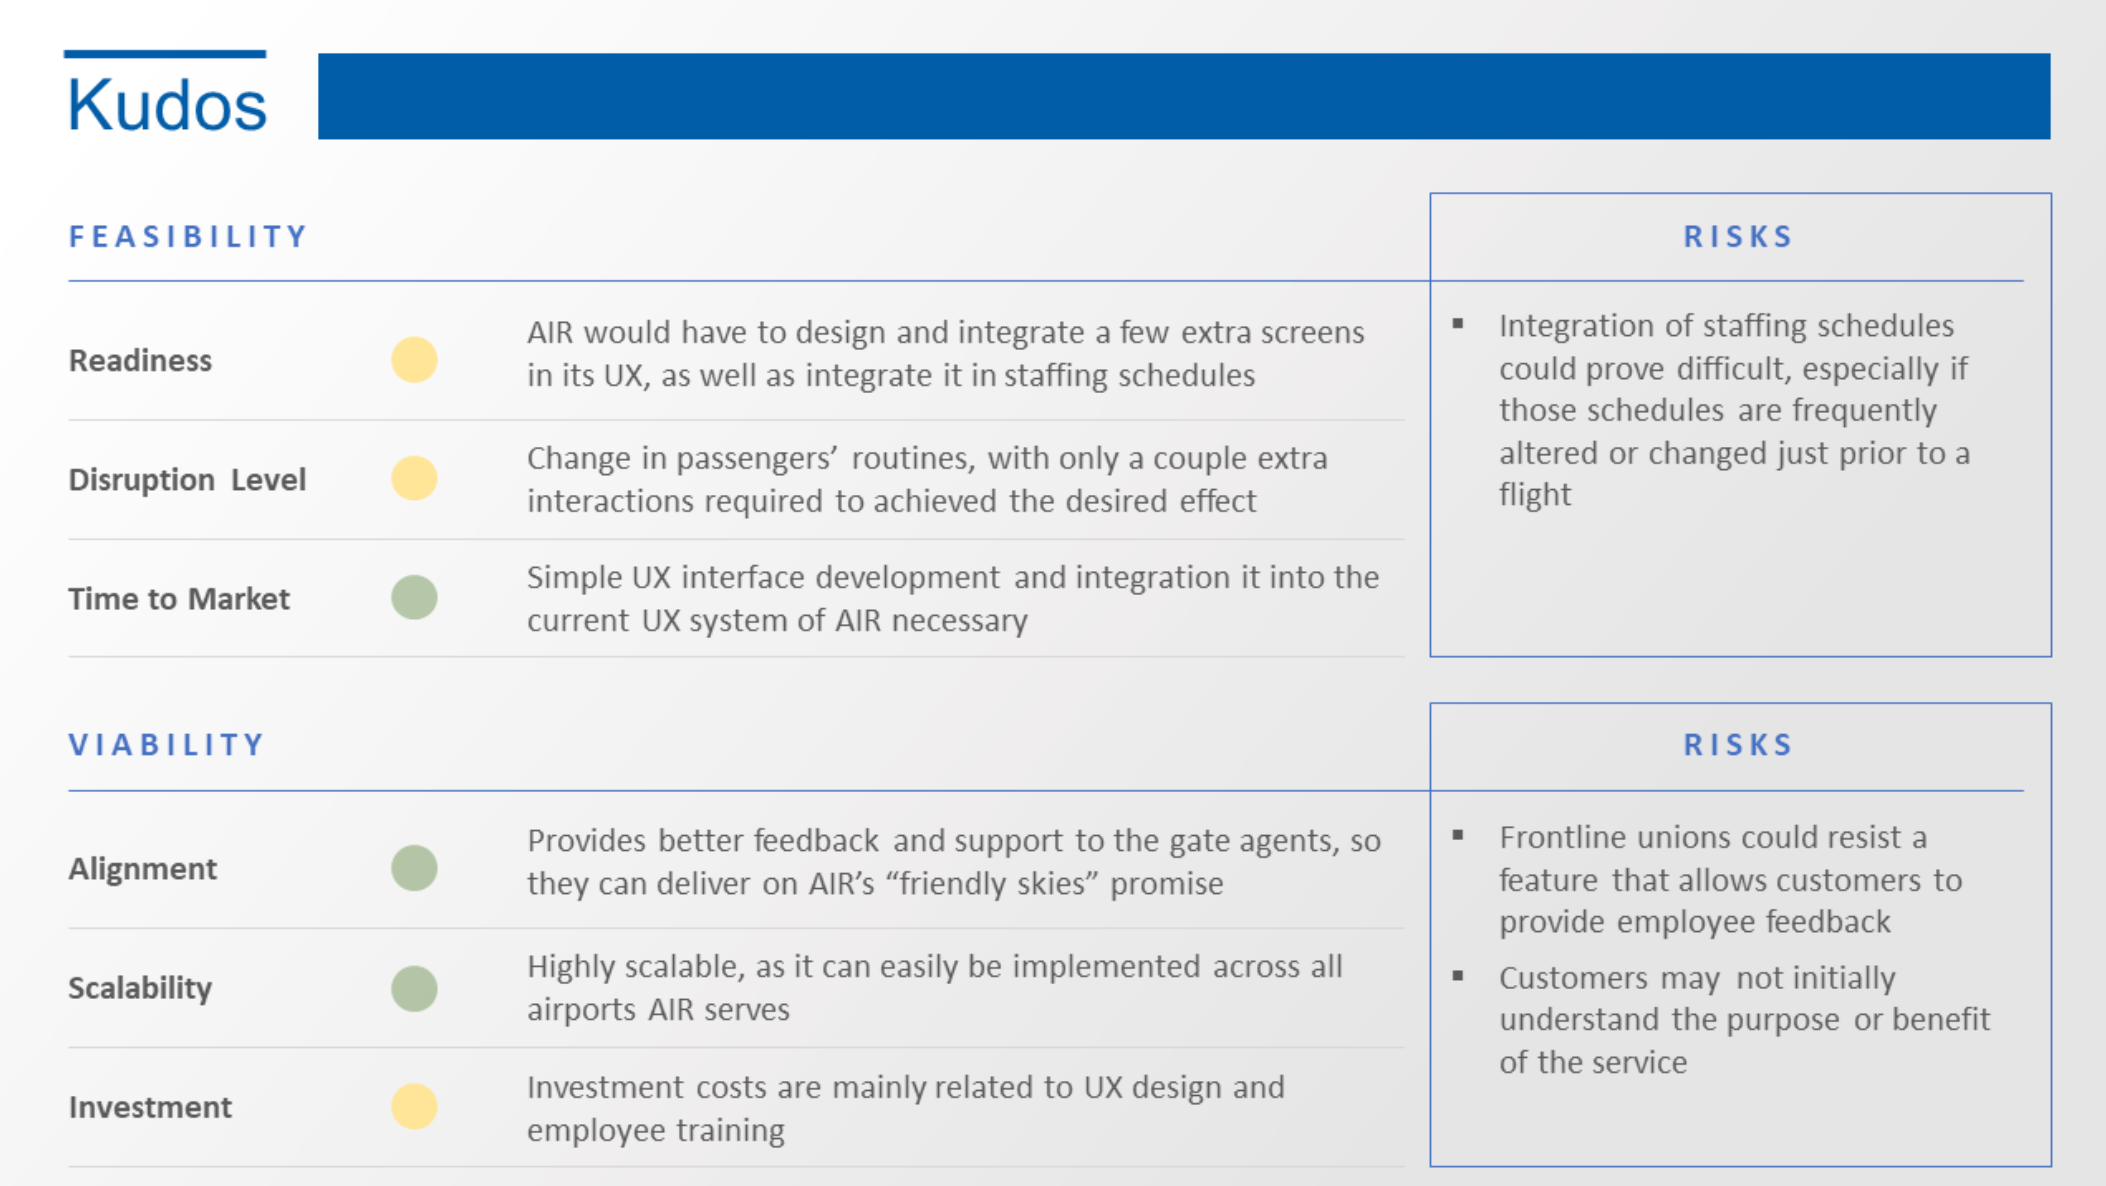 Kudos
FEASIBILITY
RISKS
Readiness
AIR would have to design and integrate a few extra screens
in its UX, as well as integrate it in staffing schedules
Disruption Level
Change in passengers’ routines, with only a couple extra
interactions required to achieved the desired effect
Time to Market
Simple UX interface development and integration it into the
current UX system of AIR necessary
▪ Integration of staffing schedules
could prove difficult, especially if
those schedules are frequently
altered or changed just prior to a
flight
VIABILITY
RISKS
Alignment
Provides better feedback and support to the gate agents, so
they can deliver on AIR’s “friendly skies” promise
Scalability
Highly scalable, as it can easily be implemented across all
airports AIR serves
Investment
Investment costs are mainly related to UX design and
employee training
▪ Frontline unions could resist a
feature that allows customers to
provide employee feedback
▪ Customers may not initially
understand the purpose or benefit
of the service